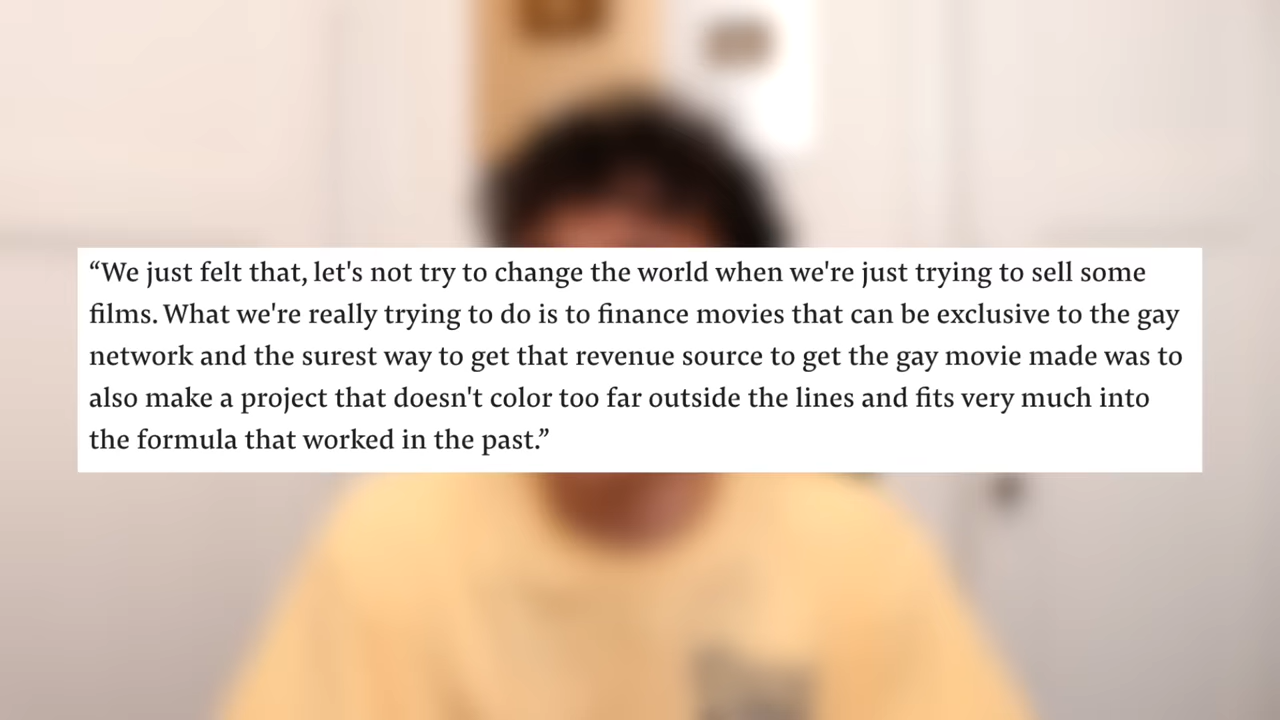 “We just felt that, let's not try to change the world when we're just trying to sell some
films. What we're really trying to do is to finance movies that can be exclusive to the gay
network and the surest way to get that revenue source to get the gay movie made was to
also make a project that doesn't color too far outside the lines and fits very much into
the formula that worked in the past.”